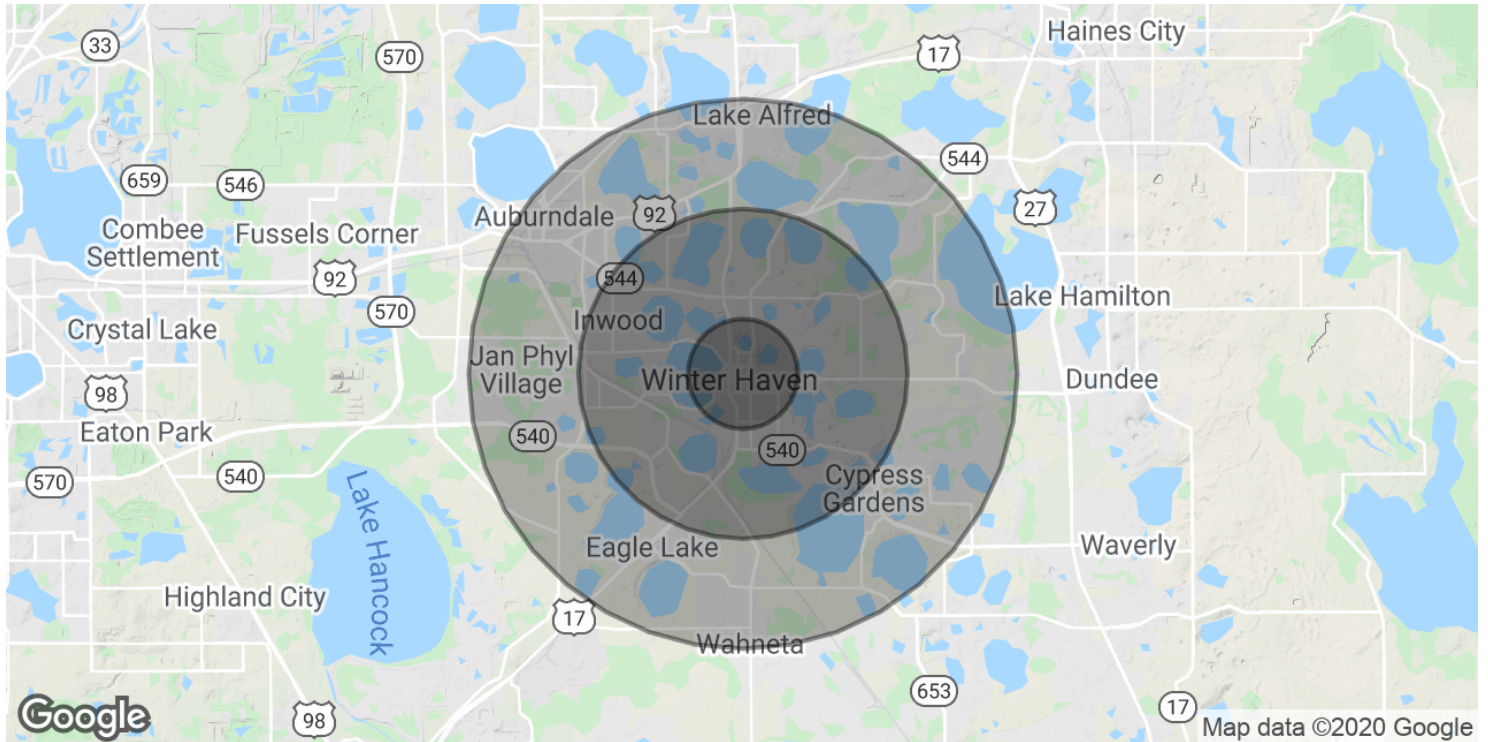 Haines City
33
570
17
Lake Alfred
544
659
546
27
Auburndale
92
Combee
Settlement
Fussels Corner
92
544
Lake Hamilton
570
Inwood
Crystal Lake
Jan Phyl
Village
Winter Haven
Dundee
98
Eaton Park
540
540
570
540
Cypress
Gardens
Lake Hancock
Eagle Lake
Waverly
Highland City
17
Wahneta
653
17
98
Google
Map data ©2020 Google